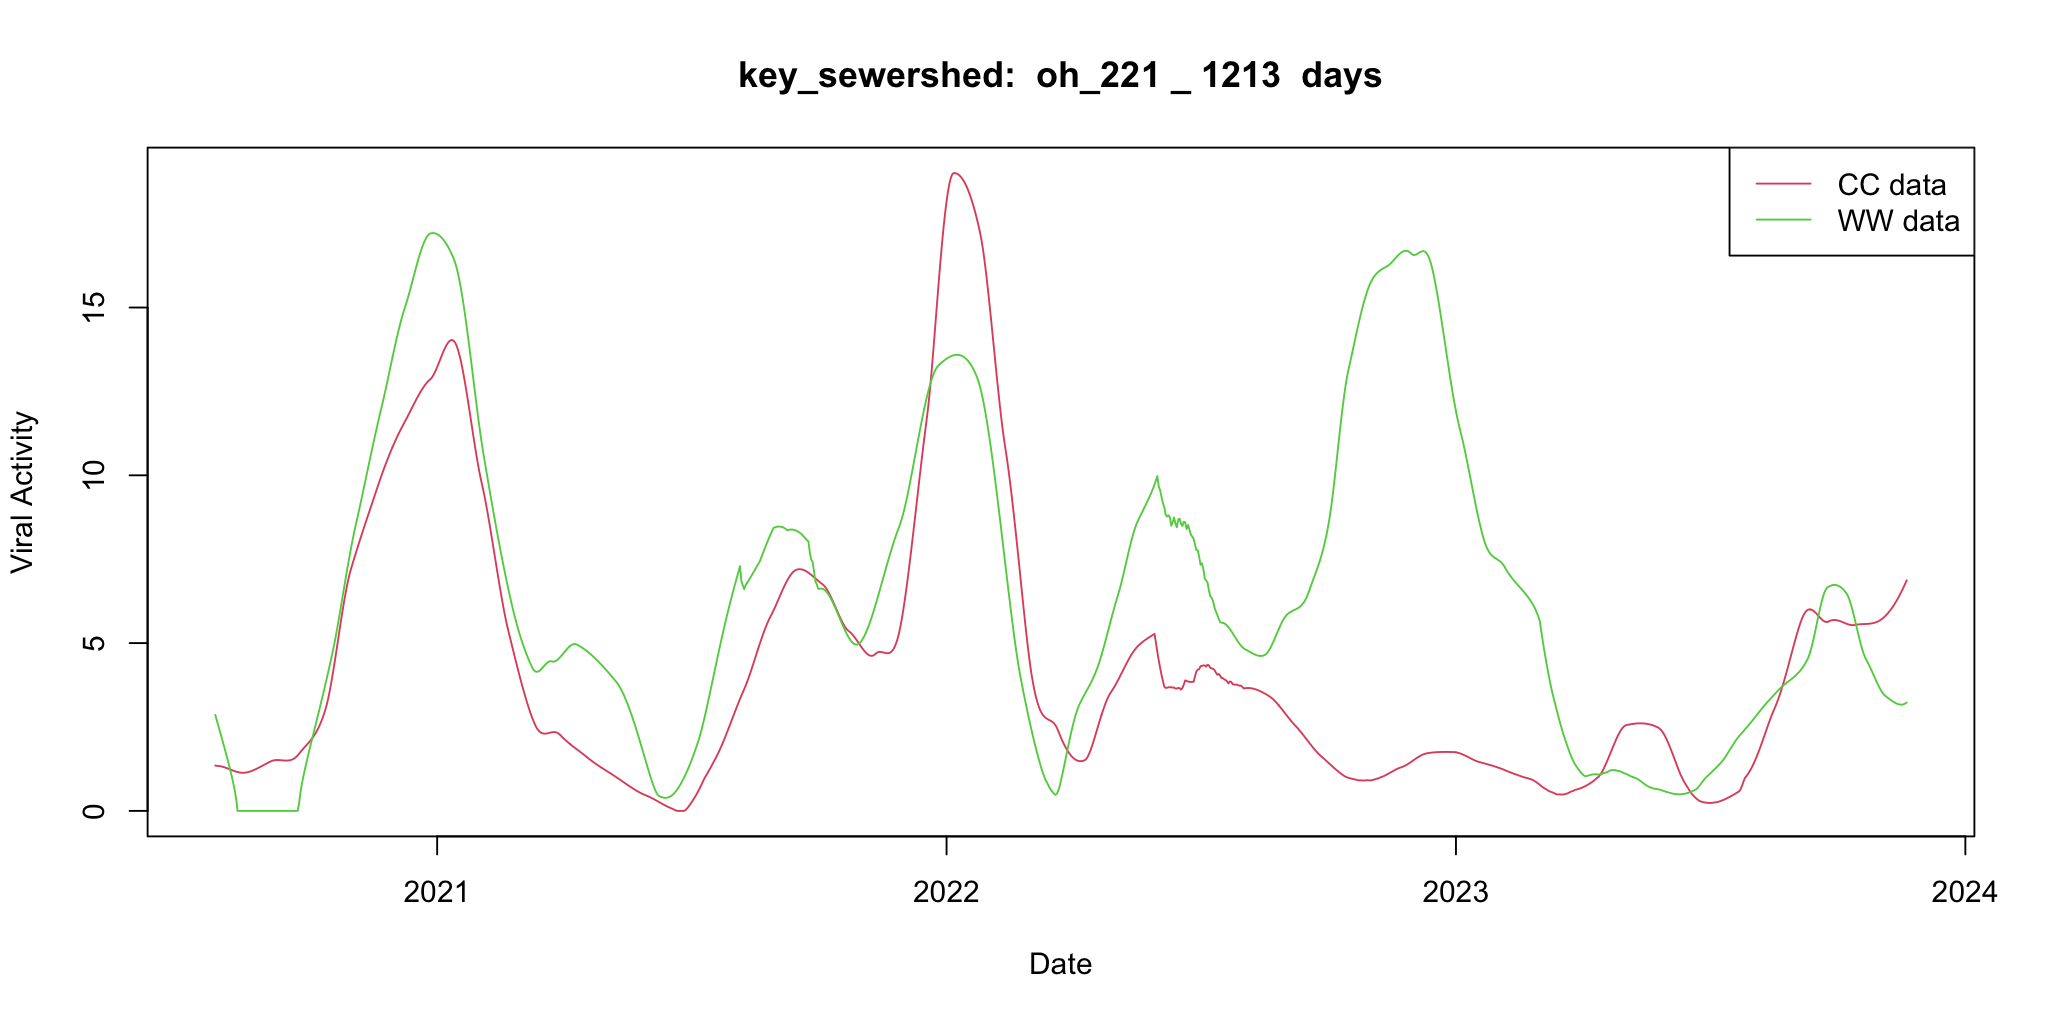 key_sewershed: oh_221 _ 1213 days
CC data
WW data
Viral Activity
15
10
5
0
2021
2022
2023
2024
Date